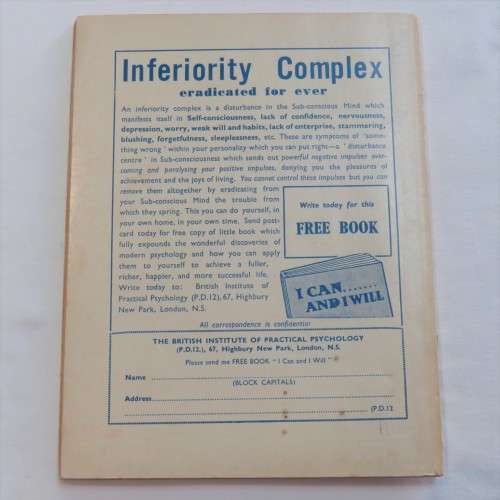 Inferiority Complex
eradicated for ever
An inferiority complex is a disturbance in the Sub-conscious Mind which
manifests itself in Self-consciousness, lack of confidence, nervousness,
depression, worry, weak will and habits, lack of enterprise, stammering,
blushing, forgetfulness, sleeplessness, etc. These are symptoms of 'some-
thing wrong' within your personality which you can put right—a 'disturbance
centre' in Sub-consciousness which sends out powerful negative impulses over-
coming and paralysing your positive impulses, denying you the pleasures of
achievement and the joys of living. You cannot control these impulses but you can
remove them altogether by eradicating from
your Sub-conscious Mind the trouble from
which they spring. This you can do yourself, in
your own home, in your own time. Send post-
card today for free copy of little book which
fully expounds the wonderful discoveries of
modern psychology and how you can apply
them to yourself to achieve a fuller,
richer, happier, and more successful life.
Write today to: British Institute of
Practical Psychology (P.D.12), 67, Highbury
New Park, London, N.5.
Write today for this
FREE BOOK
I CAN.......
AND I WILL
All correspondence is confidential
THE BRITISH INSTITUTE OF PRACTICAL PSYCHOLOGY
(P.D.12.), 67, Highbury New Park, London, N.5.
Please send me FREE BOOK "I Can and I Will"
Name
(BLOCK CAPITALS)
Address
(P.D.12